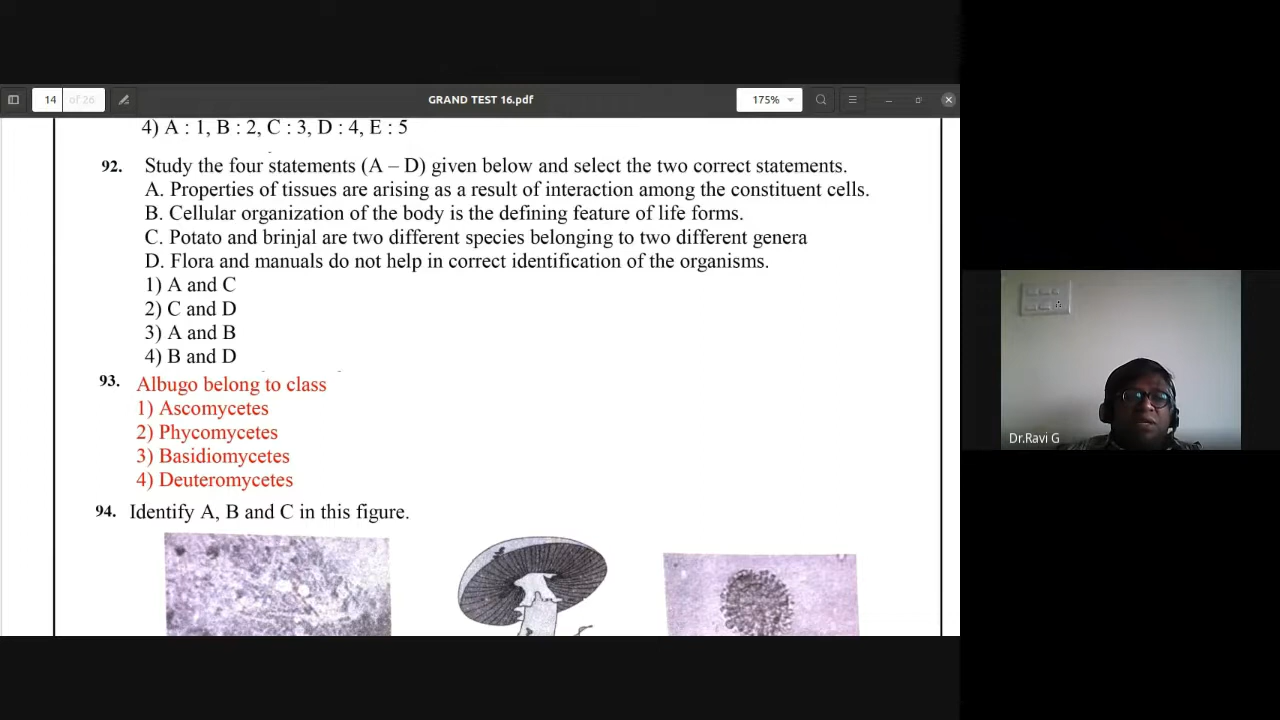 14 of 26
GRAND TEST 16.pdf
175%
4) A : 1, B : 2, C : 3, D : 4, E : 5
92. Study the four statements (A – D) given below and select the two correct statements.
A. Properties of tissues are arising as a result of interaction among the constituent cells.
B. Cellular organization of the body is the defining feature of life forms.
C. Potato and brinjal are two different species belonging to two different genera
D. Flora and manuals do not help in correct identification of the organisms.
1) A and C
2) C and D
3) A and B
4) B and D
93. Albugo belong to class
1) Ascomycetes
2) Phycomycetes
3) Basidiomycetes
4) Deuteromycetes
94. Identify A, B and C in this figure.
Dr.Ravi G